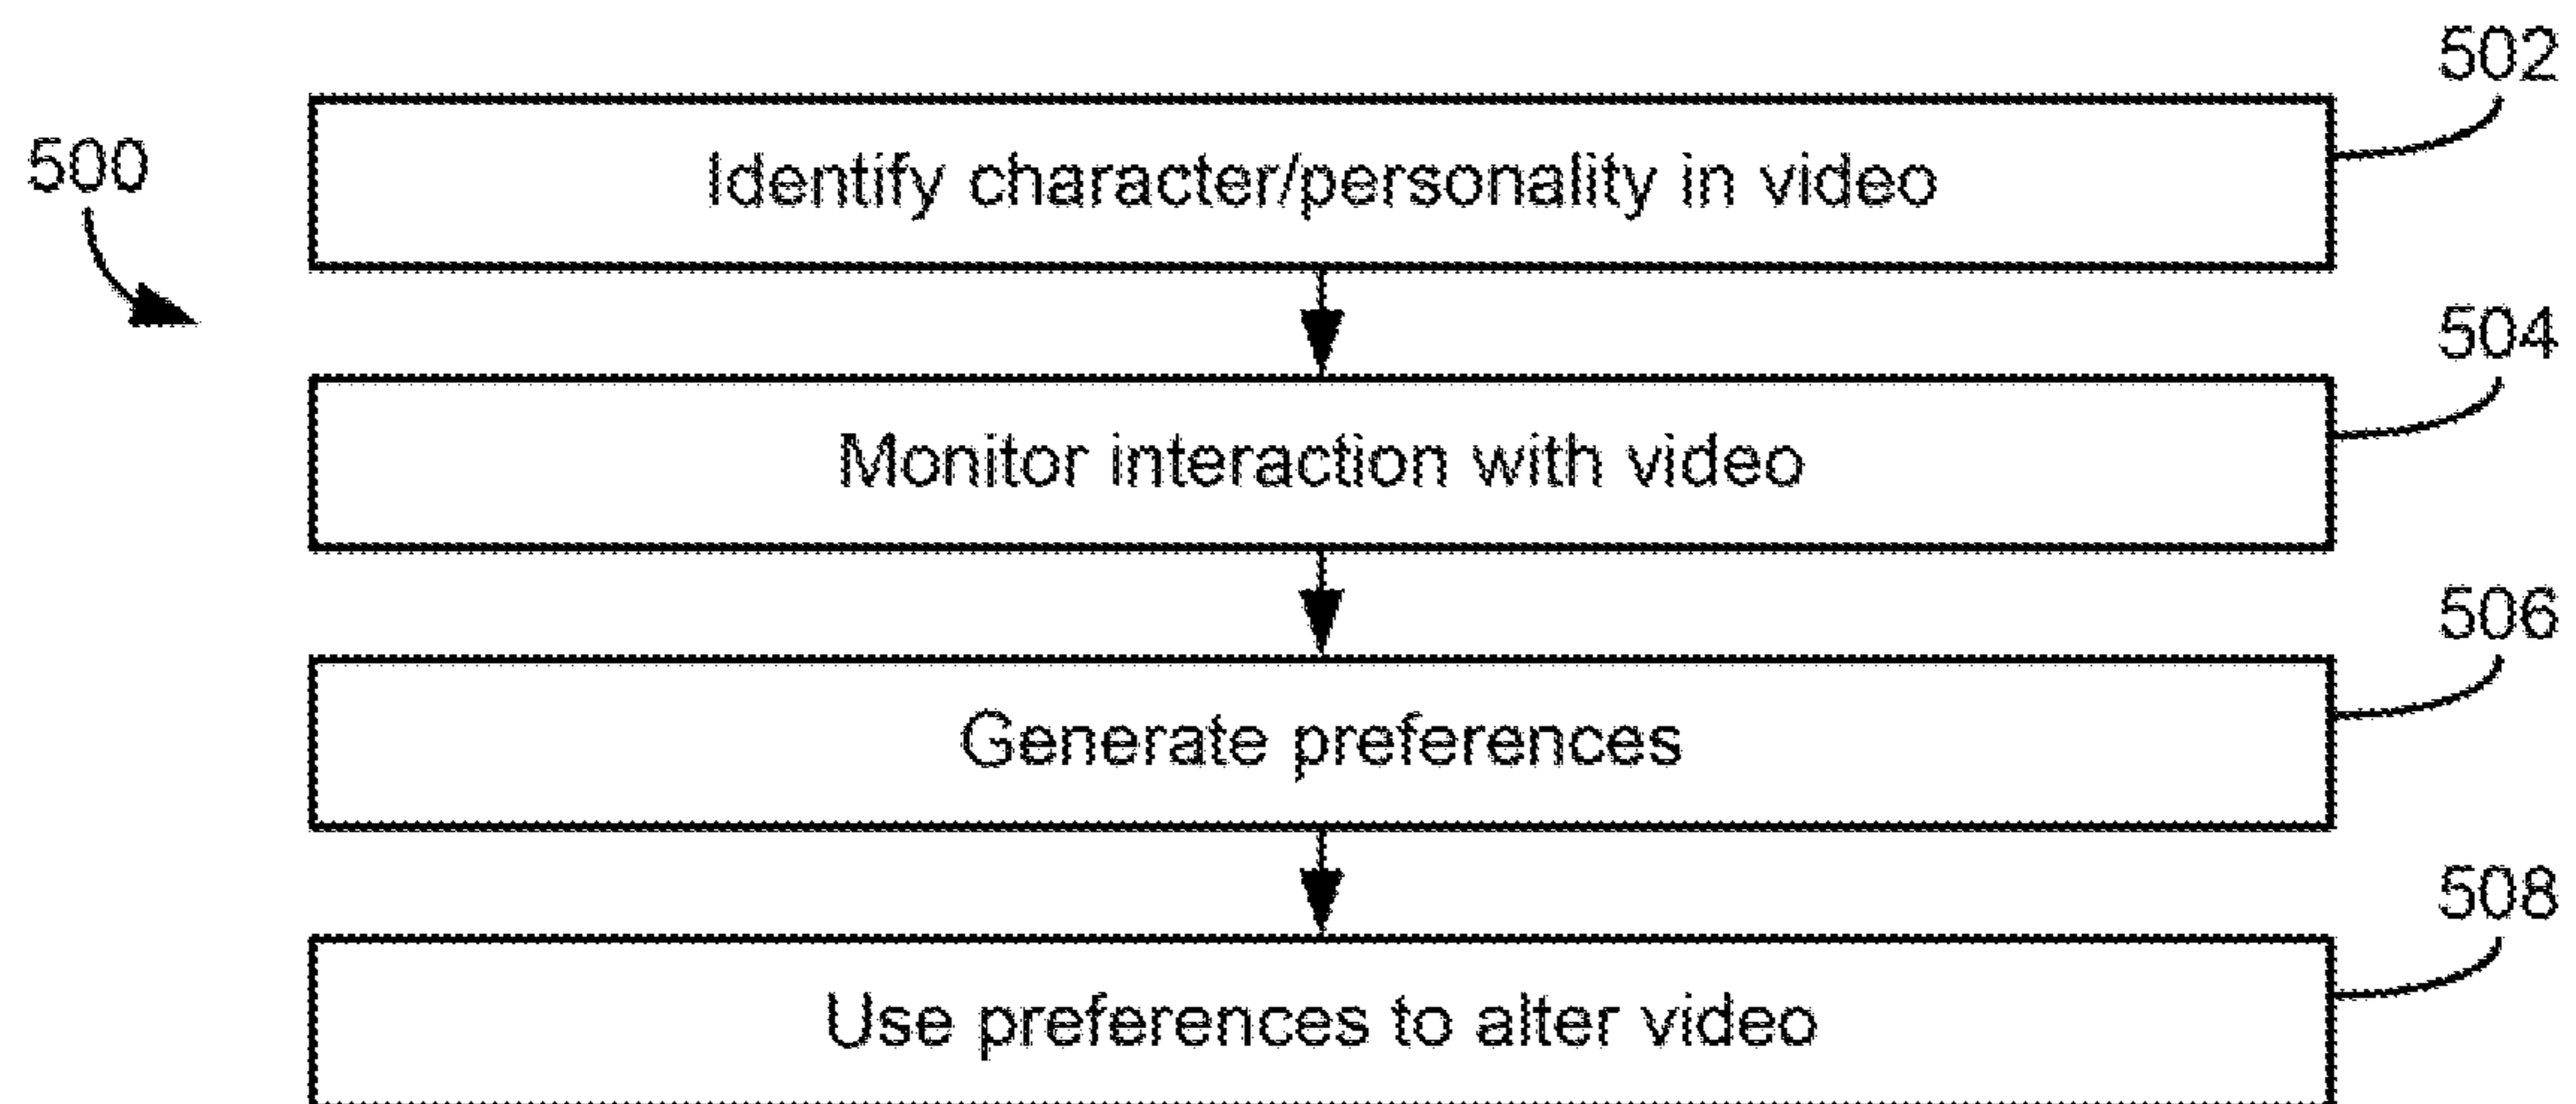 502
Identify character/personality in video
500
504
Monitor interaction with video
506
Generate preferences
508
Use preferences to alter video